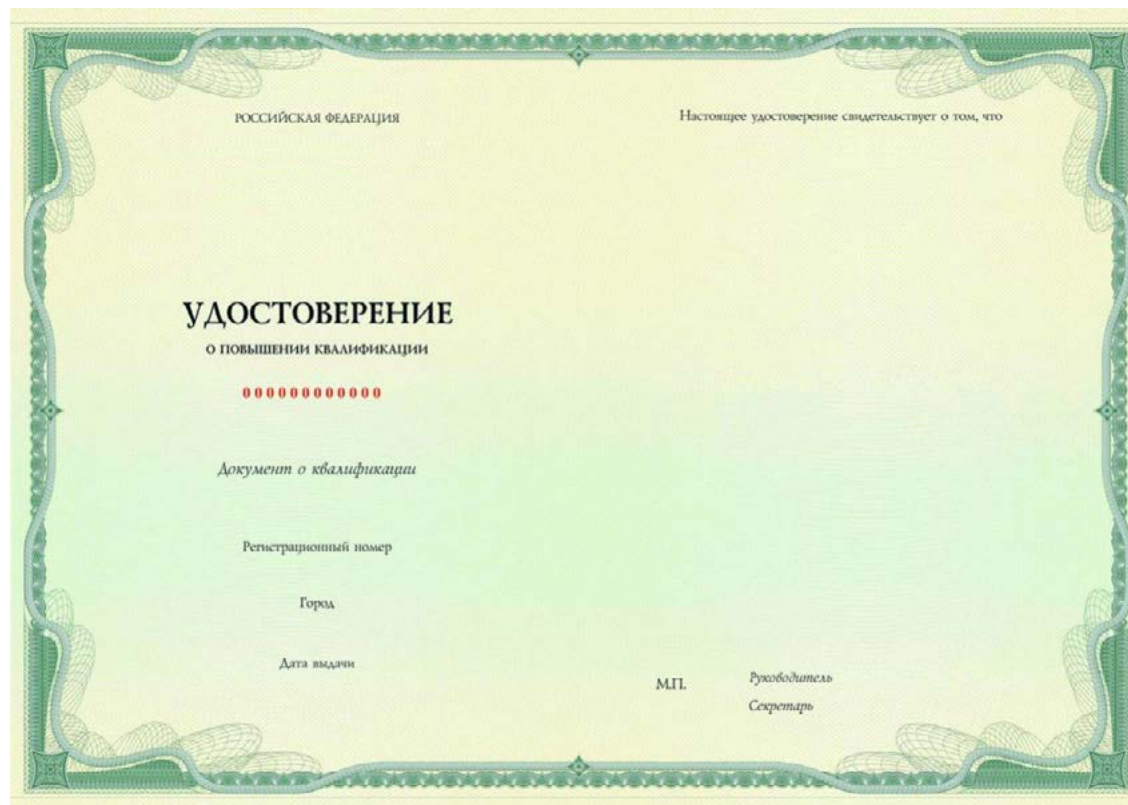 РОССИЙСКАЯ ФЕДЕРАЦИЯ
УДОСТОВЕРЕНИЕ
О ПОВЫШЕНИИ КВАЛИФИКАЦИИ
000000000000
Документ о квалификации
Регистрационный номер
Город
Дата выдачи
Настоящее удостоверение свидетельствует о том, что
М.П.
Руководитель
Секретарь